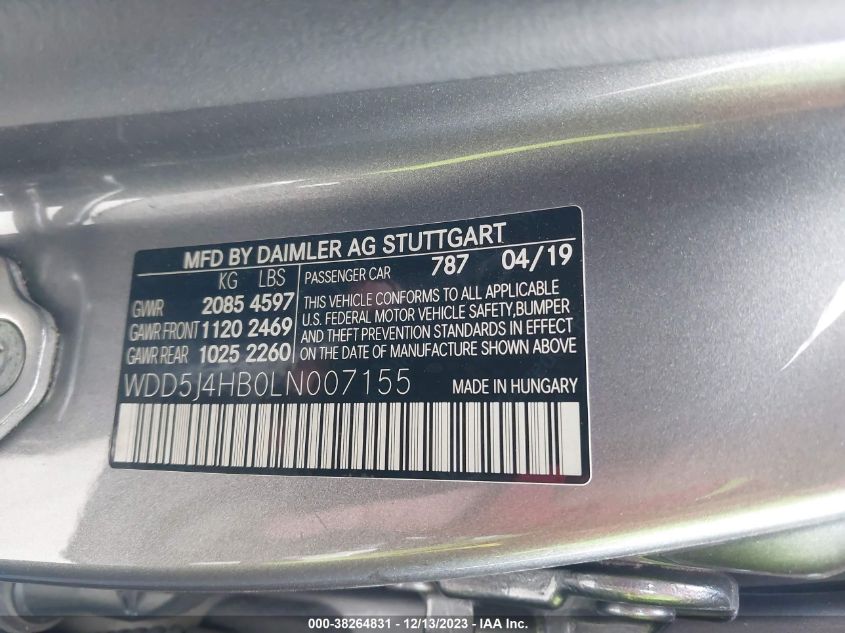 MFD BY DAIMLER AG STUTTGART
KG LBS
GVWR 2085 4597
GAWR FRONT 1120 2469
GAWR REAR 1025 2260
PASSENGER CAR 787 04/19
THIS VEHICLE CONFORMS TO ALL APPLICABLE
U.S. FEDERAL MOTOR VEHICLE SAFETY,BUMPER
AND THEFT PREVENTION STANDARDS IN EFFECT
ON THE DATE OF MANUFACTURE SHOWN ABOVE
WDD5J4HB0LN007155 MADE IN HUNGARY
000-38264831 - 12/13/2023 - IAA Inc.